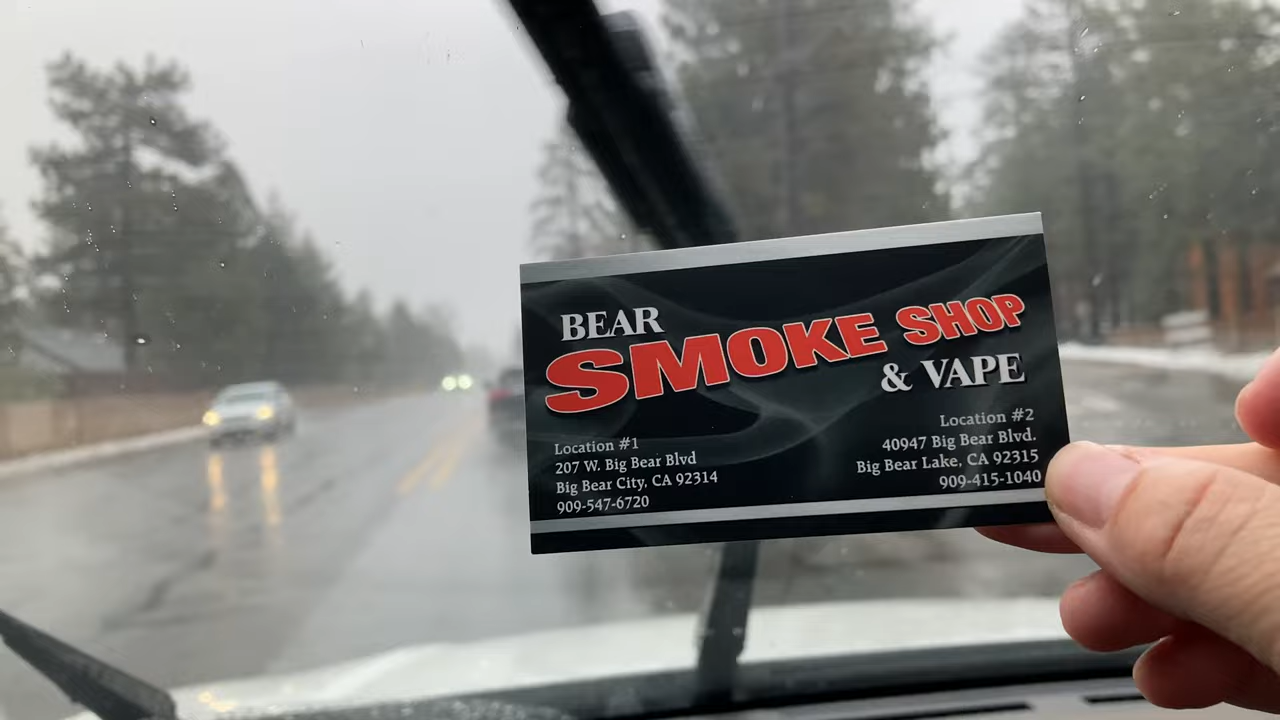 BEAR
SMOKE SHOP
& VAPE
Location #1
207 W. Big Bear Blvd
Big Bear City, CA 92314
909-547-6720
Location #2
40947 Big Bear Blvd.
Big Bear Lake, CA 92315
909-415-1040